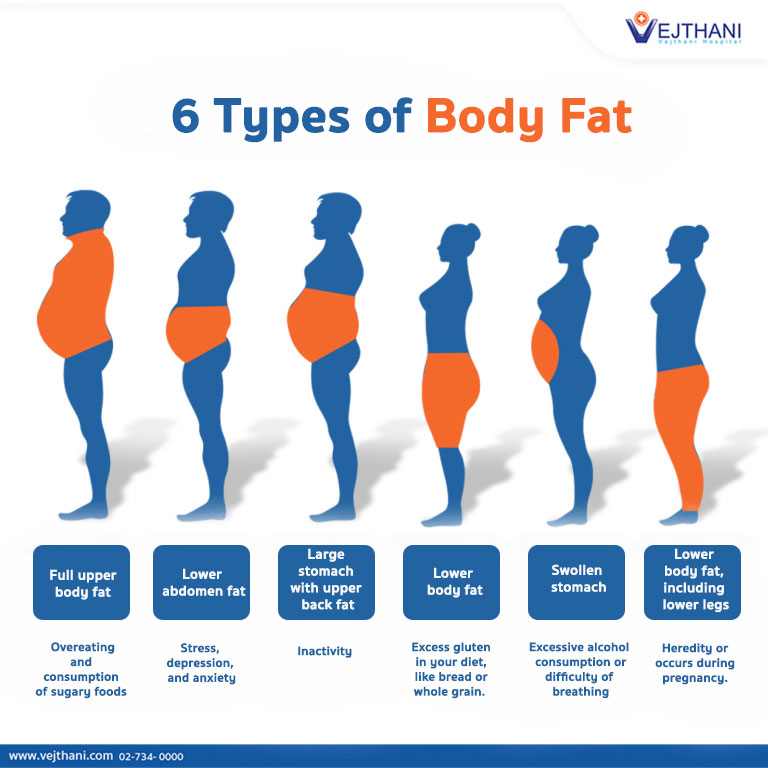 VEJTHANI
Vejthani Hospital
6 Types of Body Fat
Full upper
body fat
Lower
abdomen fat
Large
stomach
with upper
back fat
Lower
body fat
Swollen
stomach
Lower
body fat,
including
lower legs
Overeating
and
consumption
of sugary foods
Stress,
depression,
and anxiety
Inactivity
Excess gluten
in your diet,
like bread or
whole grain.
Excessive alcohol
consumption or
difficulty of
breathing
Heredity or
occurs during
pregnancy.
www.vejthani.com 02-734- 0000